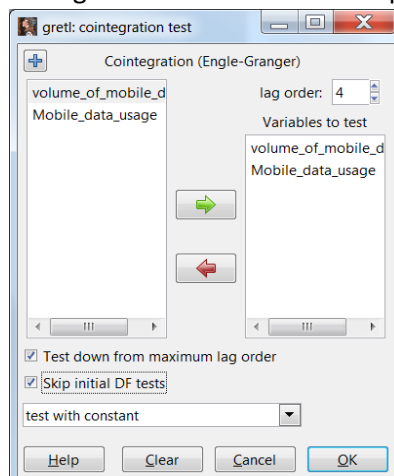 gretl: cointegration test
Cointegration (Engle-Granger)
volume_of_mobile_d
Mobile_data_usage
lag order: 4
Variables to test
volume_of_mobile_d
Mobile_data_usage
Test down from maximum lag order
Skip initial DF tests
test with constant
Help Clear Cancel OK